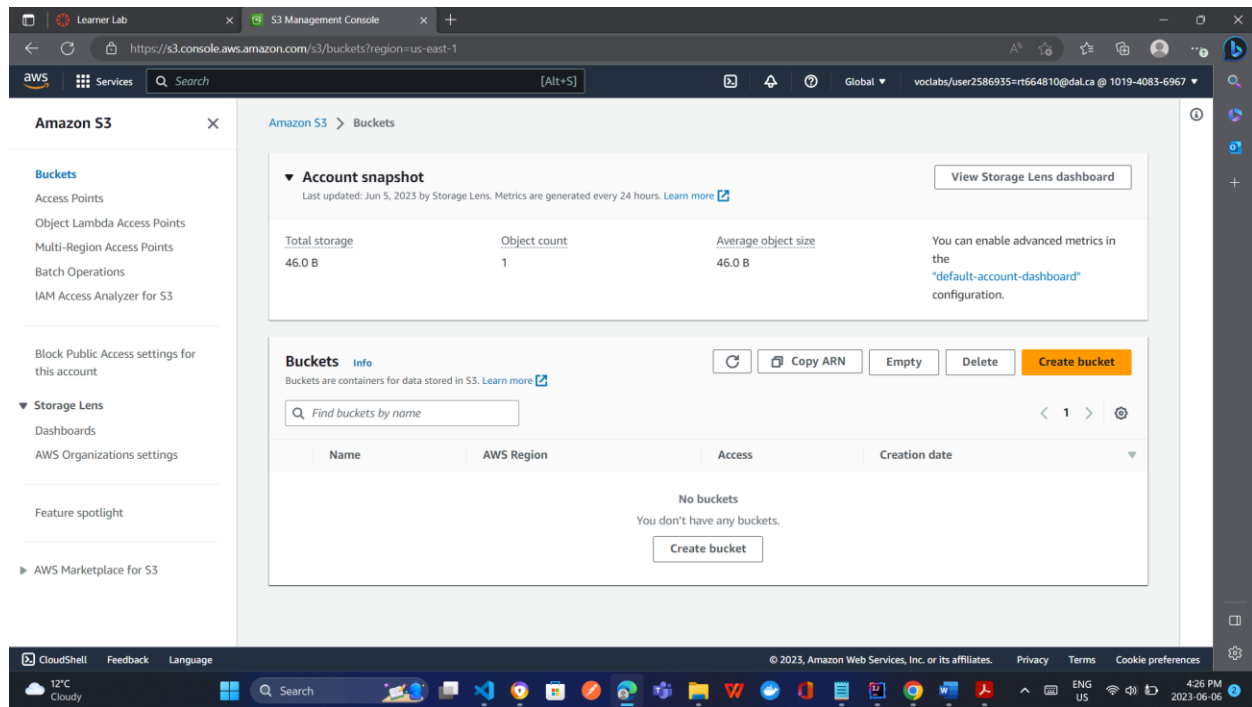 Learner Lab
S3 Management Console
https://s3.console.aws.amazon.com/s3/buckets?region=us-east-1
aws
Services
Search
[Alt+S]
Global
voclabs/user2586935=rt664810@dal.ca @ 1019-4083-6967
Amazon S3
Buckets
Access Points
Object Lambda Access Points
Multi-Region Access Points
Batch Operations
IAM Access Analyzer for S3
Block Public Access settings for
this account
Storage Lens
Dashboards
AWS Organizations settings
Feature spotlight
AWS Marketplace for S3
Amazon S3 > Buckets
Account snapshot
Last updated: Jun 5, 2023 by Storage Lens. Metrics are generated every 24 hours. Learn more
View Storage Lens dashboard
Total storage
46.0 B
Object count
1
Average object size
46.0 B
You can enable advanced metrics in
the
"default-account-dashboard"
configuration.
Buckets Info
Buckets are containers for data stored in S3. Learn more
Copy ARN
Empty
Delete
Create bucket
Find buckets by name
1
Name AWS Region Access Creation date
No buckets
You don't have any buckets.
Create bucket
CloudShell Feedback Language
© 2023, Amazon Web Services, Inc. or its affiliates. Privacy Terms Cookie preferences
12°C
Cloudy
Search
ENG
US
4:26 PM
2023-06-06
2